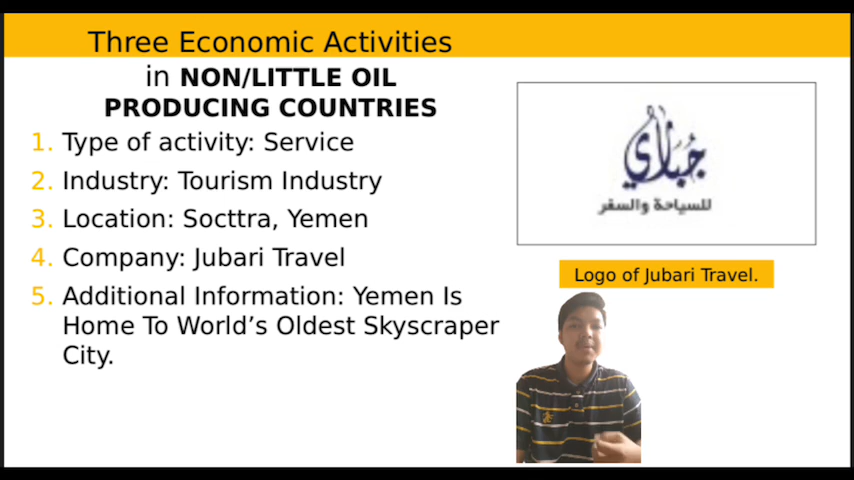 Three Economic Activities
in NON/LITTLE OIL
PRODUCING COUNTRIES
1. Type of activity: Service
2. Industry: Tourism Industry
3. Location: Socttra, Yemen
4. Company: Jubari Travel
5. Additional Information: Yemen Is
Home To World’s Oldest Skyscraper
City.
جُباري
للسياحة والسفر
Logo of Jubari Travel.